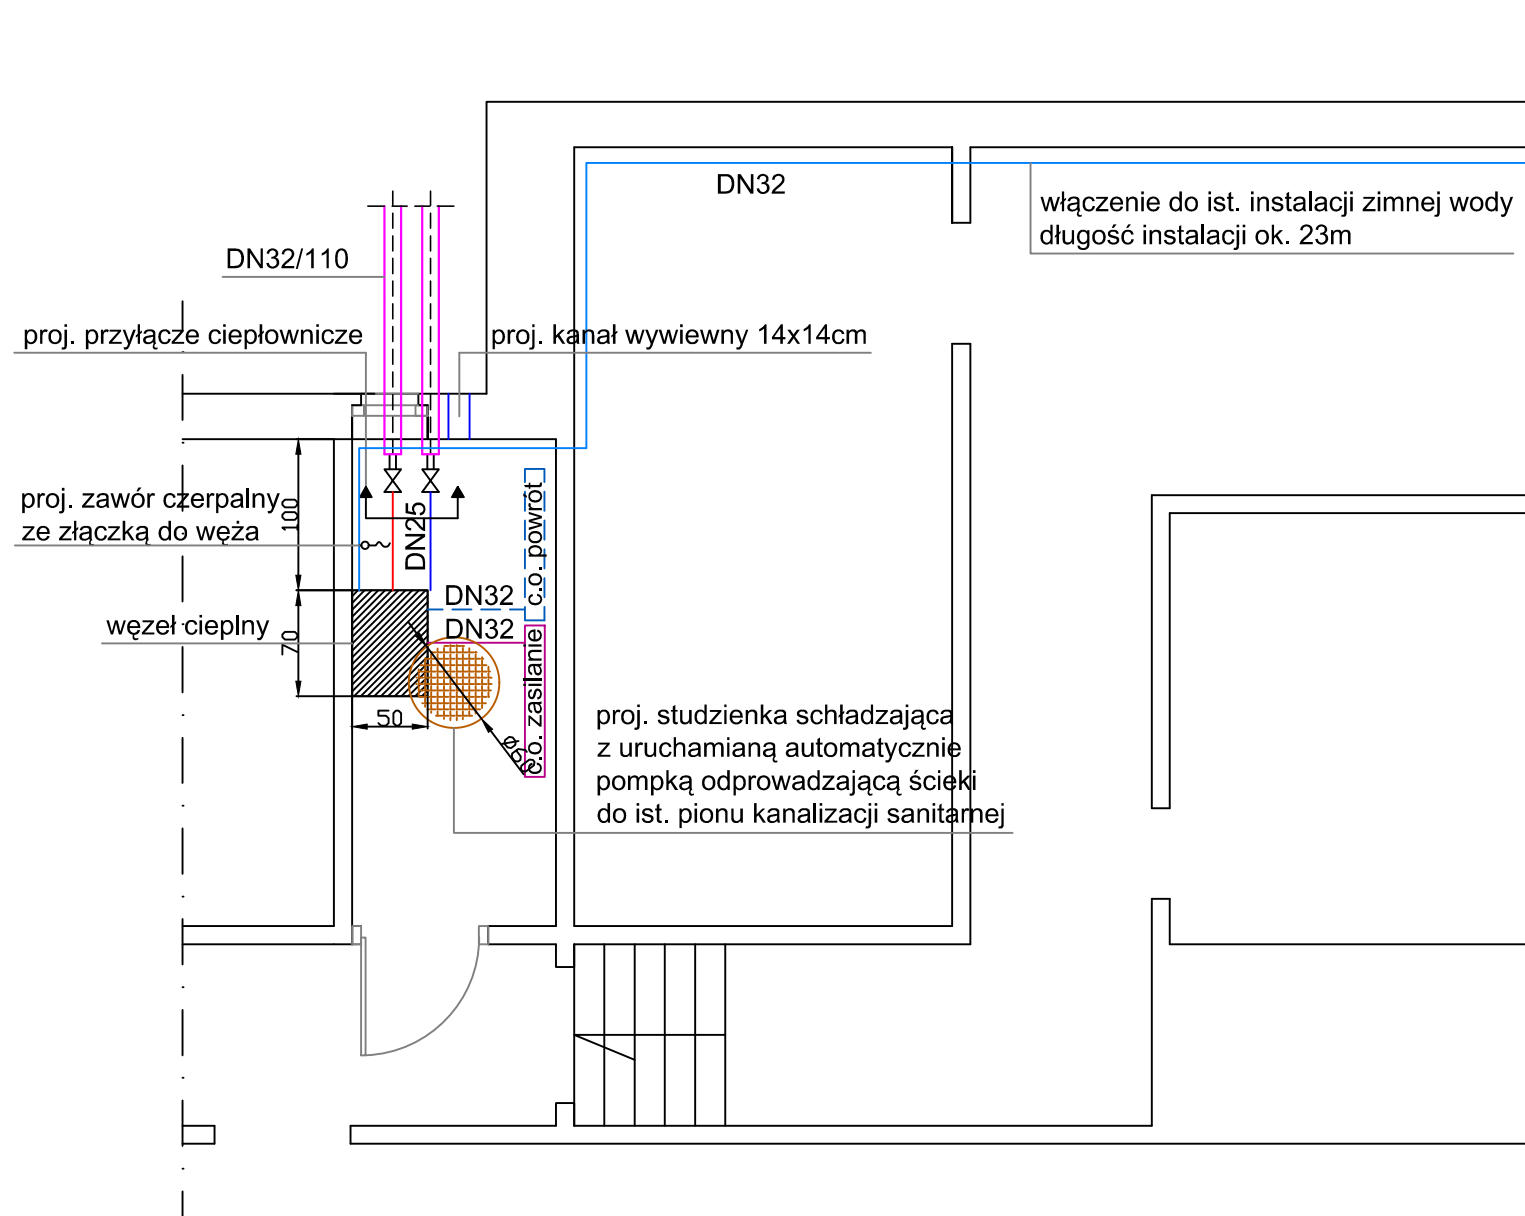 DN32
włączenie do ist. instalacji zimnej wody
długość instalacji ok. 23m
DN32/110
proj. przyłącze ciepłownicze
proj. kanał wywiewny 14x14cm
proj. zawór czerpalny
ze złączką do węża
100
DN25
c.o. powrót
DN32
DN32
węzeł cieplny
70
50
ø60
c.o. zasilanie
proj. studzienka schładzająca
z uruchamianą automatycznie
pompką odprowadzającą ścieki
do ist. pionu kanalizacji sanitarnej